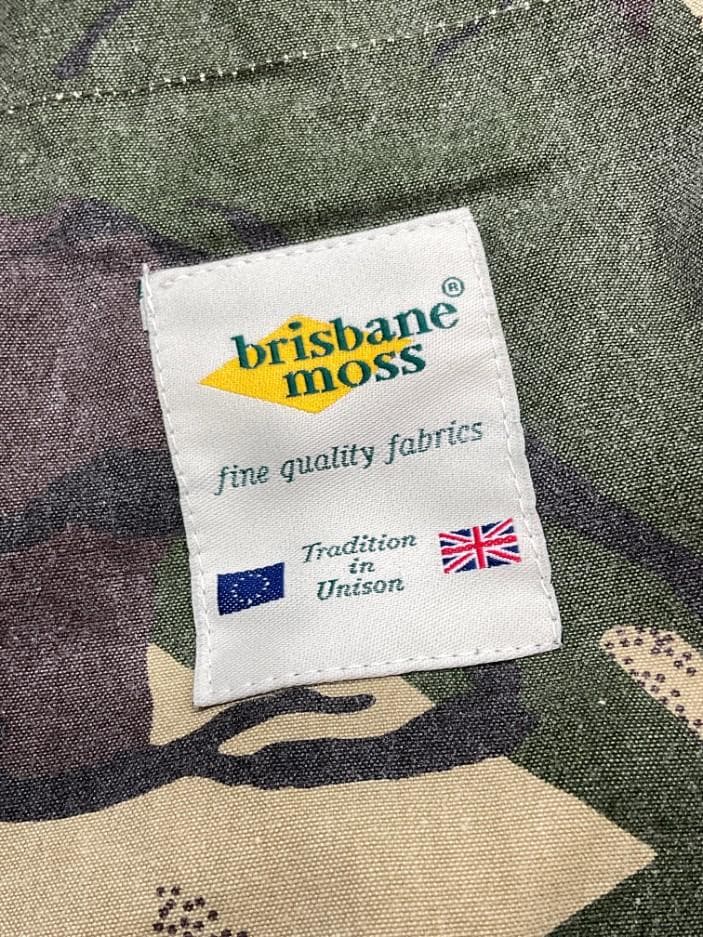 brisbane®
moss
fine quality fabrics
Tradition
in
Unison